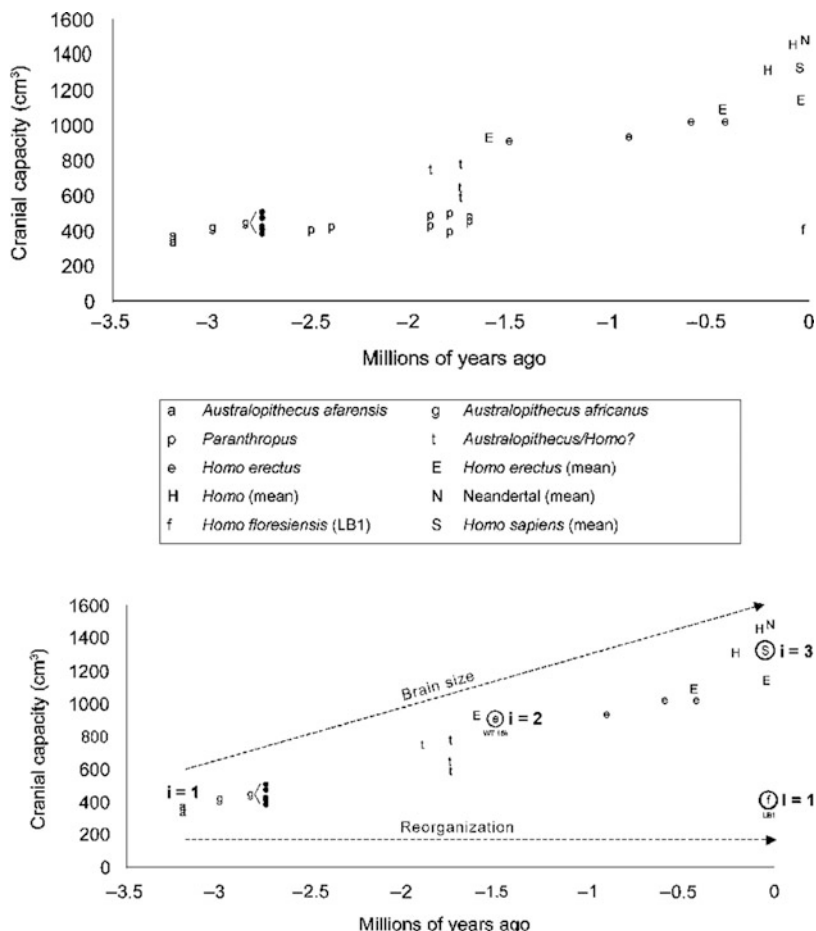 Cranial capacity (cm³)
1600
1400
1200
1000
800
600
400
200
0
H N
H S
E
E
e e
E e e
t t
t
t
p p p
p p p p
g g
a
a
f
–3.5 –3 –2.5 –2 –1.5 –1 –0.5 0
Millions of years ago
a Australopithecus afarensis g Australopithecus africanus
p Paranthropus t Australopithecus/Homo?
e Homo erectus E Homo erectus (mean)
H Homo (mean) N Neandertal (mean)
f Homo floresiensis (LB1) S Homo sapiens (mean)
Cranial capacity (cm³)
1600
1400
1200
1000
800
600
400
200
0
H N
H S i = 3
E
Brain size
E
e e
E e i = 2 e
t t
t
t
i = 1
g g
a
a
f I = 1
LB1
Reorganization
–3.5 –3 –2.5 –2 –1.5 –1 –0.5 0
Millions of years ago